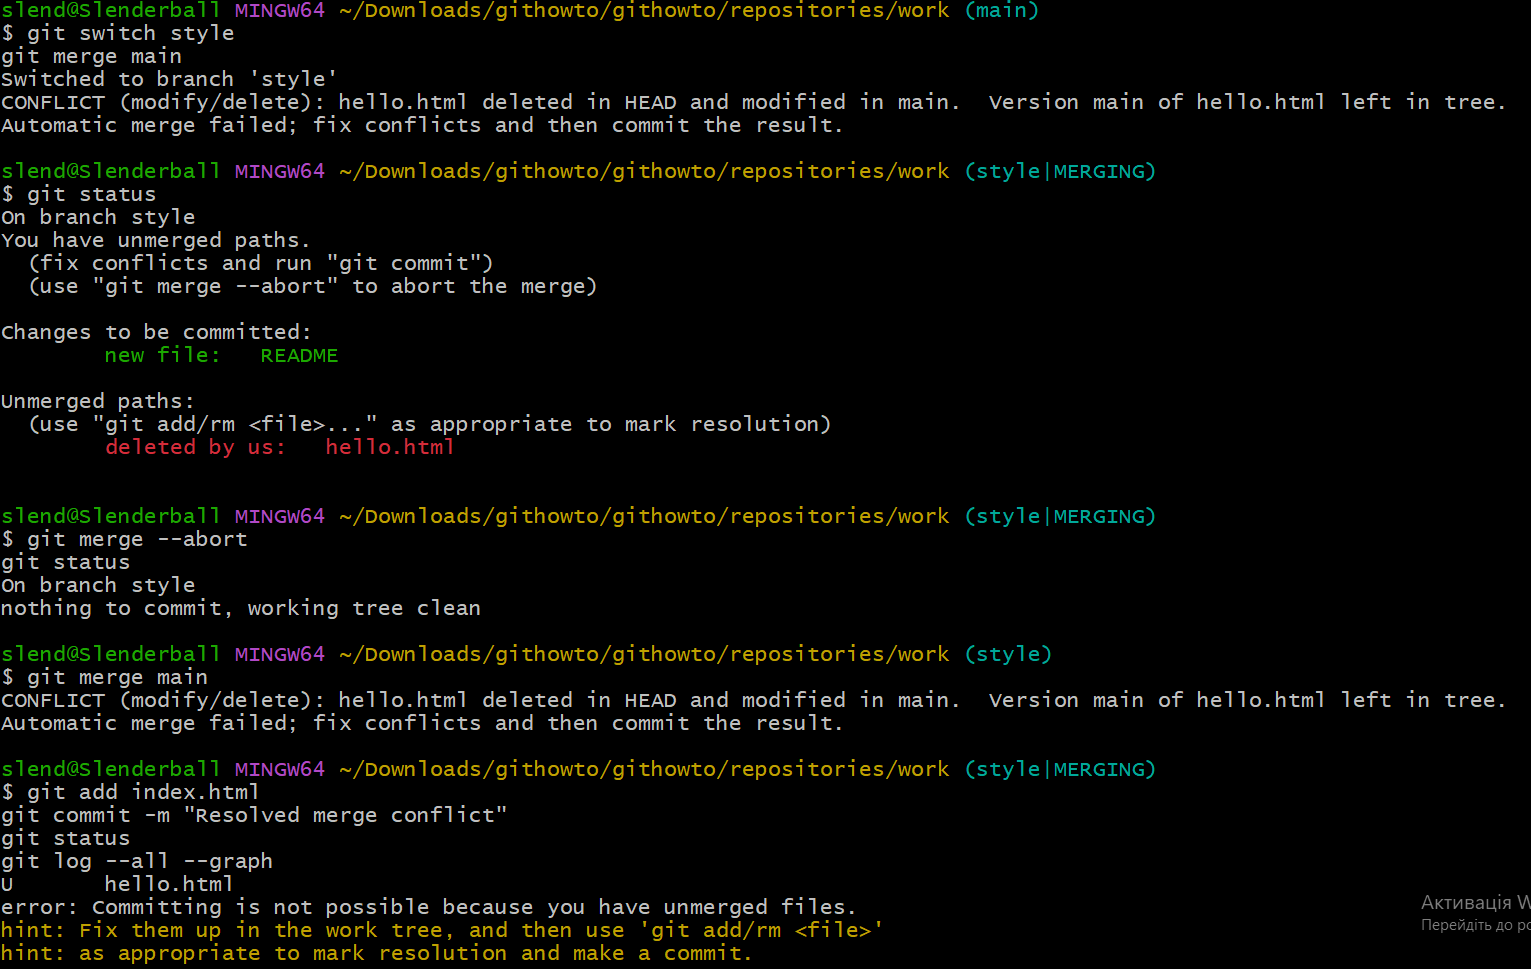 slend@Slenderball MINGW64 ~/Downloads/githowto/githowto/repositories/work (main)
$ git switch style
git merge main
Switched to branch 'style'
CONFLICT (modify/delete): hello.html deleted in HEAD and modified in main.  Version main of hello.html left in tree.
Automatic merge failed; fix conflicts and then commit the result.

slend@Slenderball MINGW64 ~/Downloads/githowto/githowto/repositories/work (style|MERGING)
$ git status
On branch style
You have unmerged paths.
  (fix conflicts and run "git commit")
  (use "git merge --abort" to abort the merge)

Changes to be committed:
        new file:   README

Unmerged paths:
  (use "git add/rm <file>..." as appropriate to mark resolution)
        deleted by us:   hello.html

slend@Slenderball MINGW64 ~/Downloads/githowto/githowto/repositories/work (style|MERGING)
$ git merge --abort
git status
On branch style
nothing to commit, working tree clean

slend@Slenderball MINGW64 ~/Downloads/githowto/githowto/repositories/work (style)
$ git merge main
CONFLICT (modify/delete): hello.html deleted in HEAD and modified in main.  Version main of hello.html left in tree.
Automatic merge failed; fix conflicts and then commit the result.

slend@Slenderball MINGW64 ~/Downloads/githowto/githowto/repositories/work (style|MERGING)
$ git add index.html
git commit -m "Resolved merge conflict"
git status
git log --all --graph
U       hello.html
error: Committing is not possible because you have unmerged files.
hint: Fix them up in the work tree, and then use 'git add/rm <file>'
hint: as appropriate to mark resolution and make a commit.
Активація W
Перейдіть до